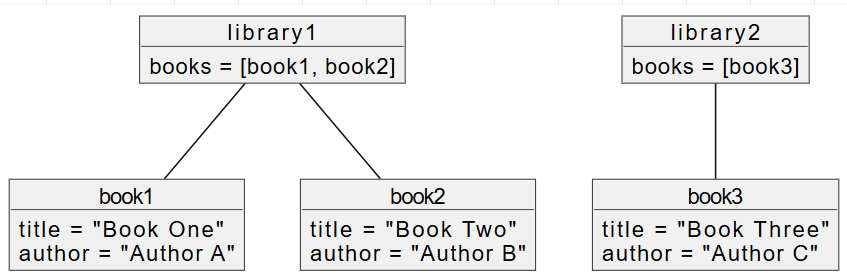 library1
books = [book1, book2]
library2
books = [book3]
book1
title = "Book One"
author = "Author A"
book2
title = "Book Two"
author = "Author B"
book3
title = "Book Three"
author = "Author C"